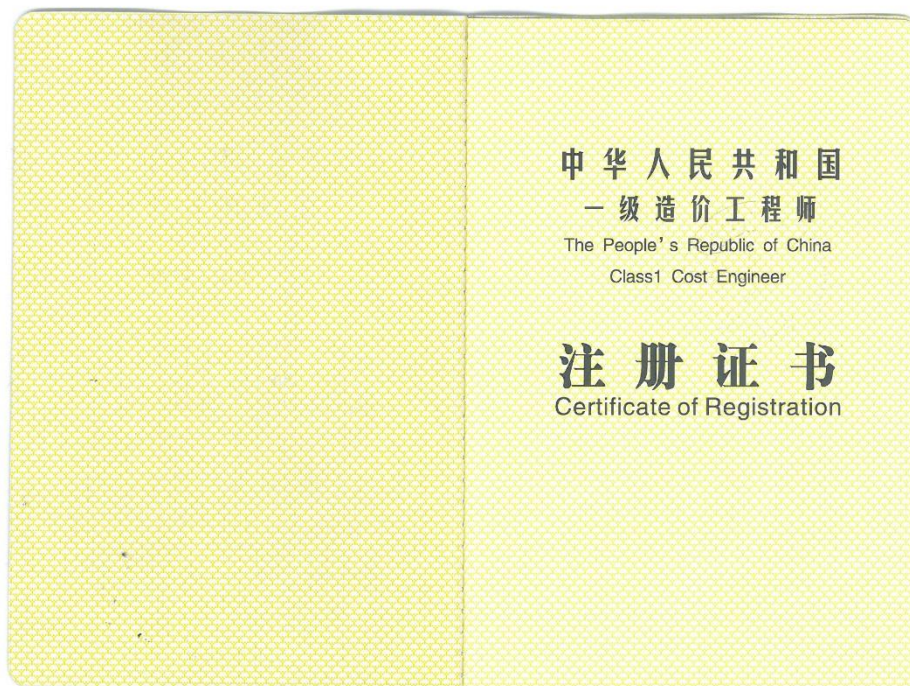 中华人民共和国
一级造价工程师
The People's Republic of China
Class1 Cost Engineer
注册证书
Certificate of Registration